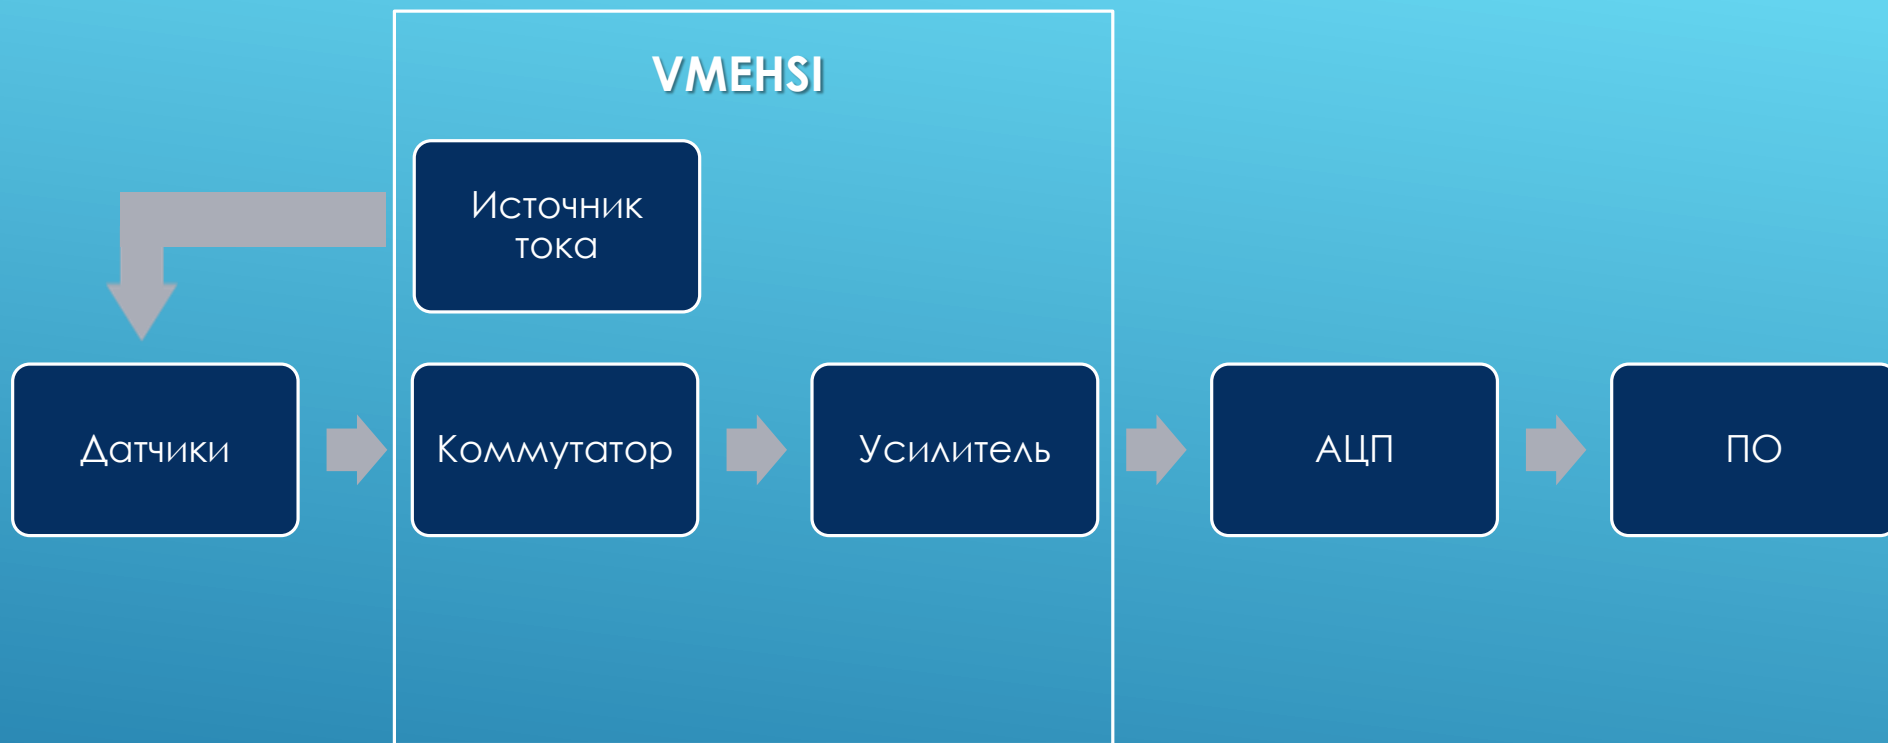 VMEHSI
Источник
тока
Датчики
Коммутатор
Усилитель
АЦП
ПО